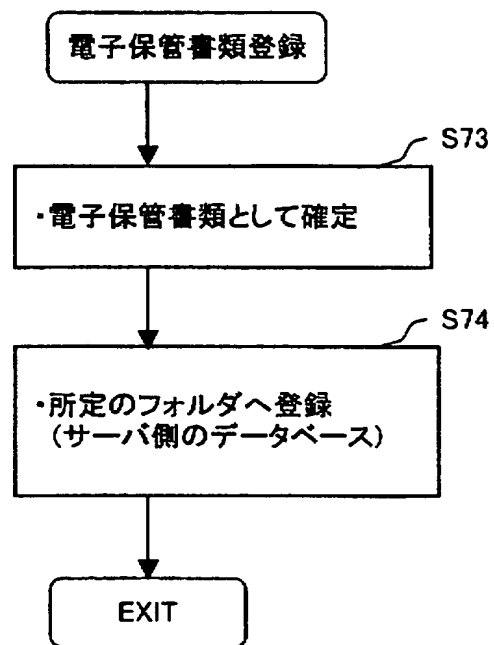 電子保管書類登録
S73
・電子保管書類として確定
S74
・所定のフォルダへ登録
(サーバ側のデータベース)
EXIT